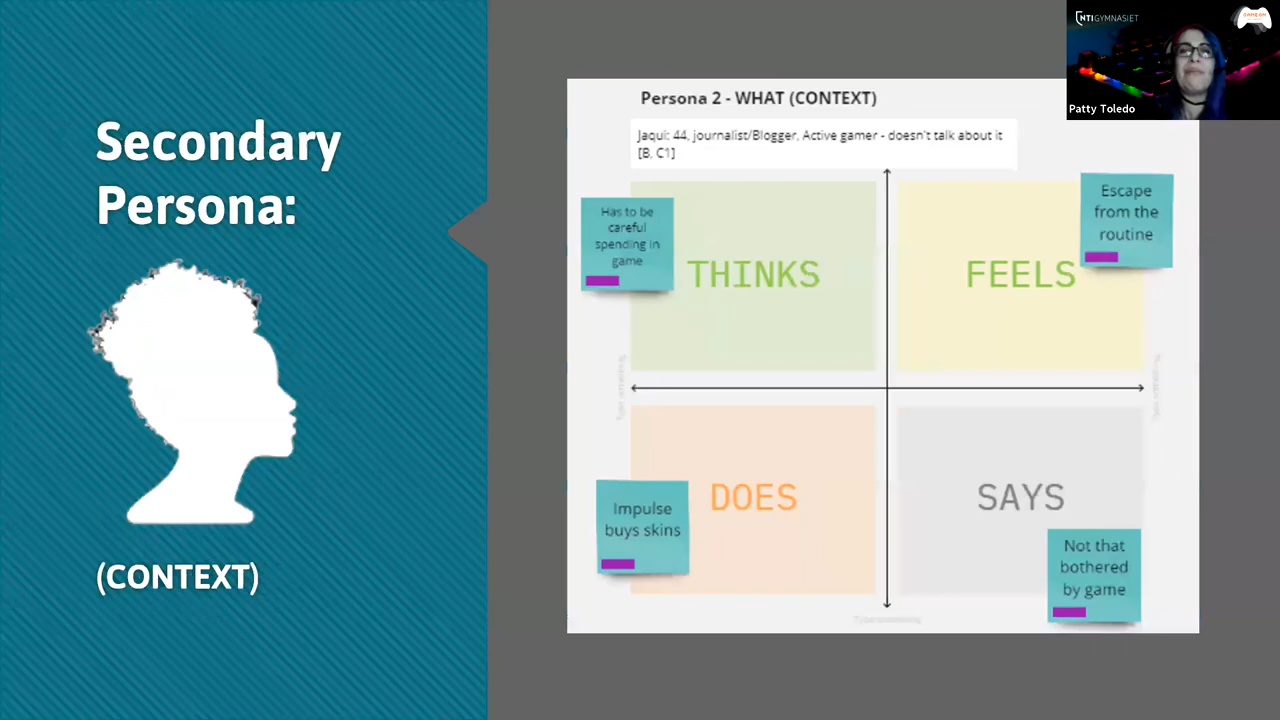 Secondary
Persona:
(CONTEXT)
Persona 2 - WHAT (CONTEXT)
Jaqui: 44, journalist/Blogger, Active gamer - doesn't talk about it
[B, C1]
Has to be
careful
spending in
game
THINKS
FEELS
Escape
from the
routine
DOES
Impulse
buys skins
SAYS
Not that
bothered
by game
NTIGYMNASIET
Patty Toledo